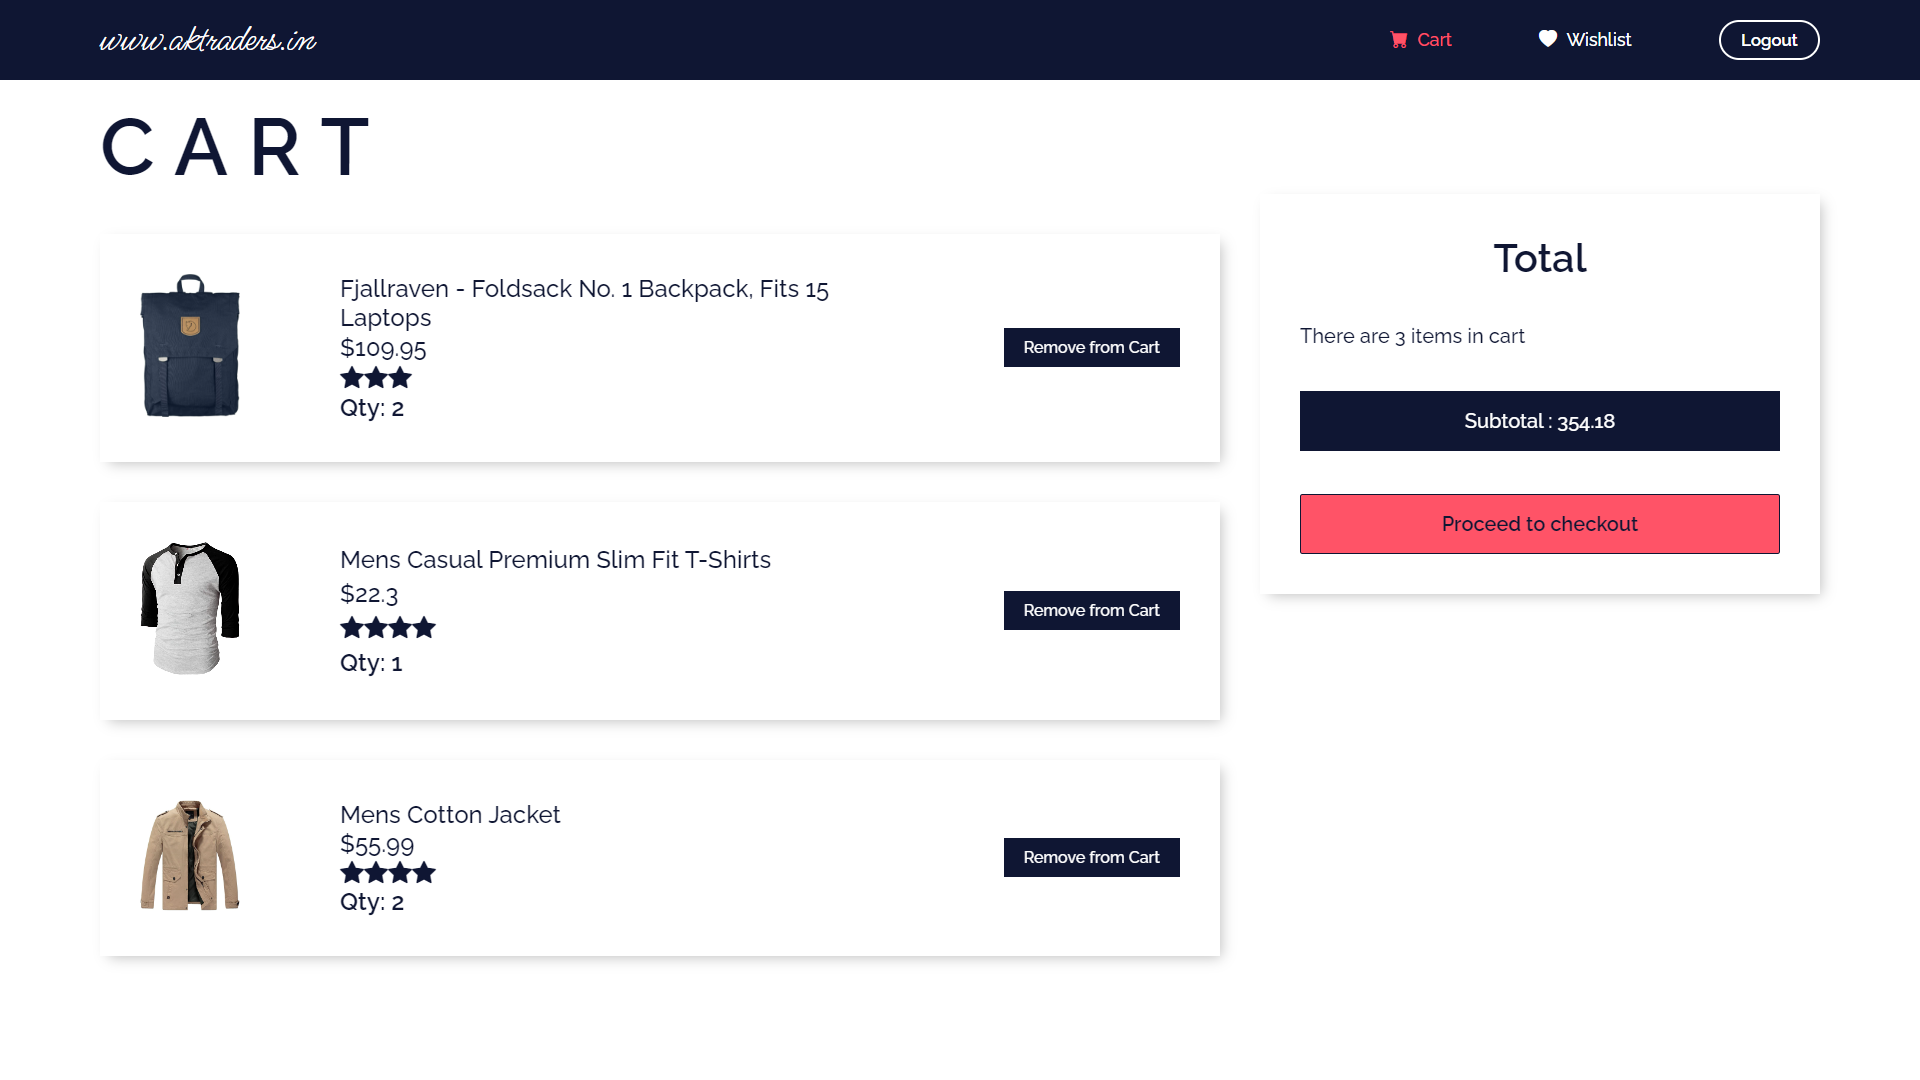 www.aktraders.in
Cart
Wishlist
Logout
CART
Fjallraven - Foldsack No. 1 Backpack, Fits 15
Laptops
$109.95
Qty: 2
Remove from Cart
Mens Casual Premium Slim Fit T-Shirts
$22.3
Qty: 1
Remove from Cart
Mens Cotton Jacket
$55.99
Qty: 2
Remove from Cart
Total
There are 3 items in cart
Subtotal : 354.18
Proceed to checkout